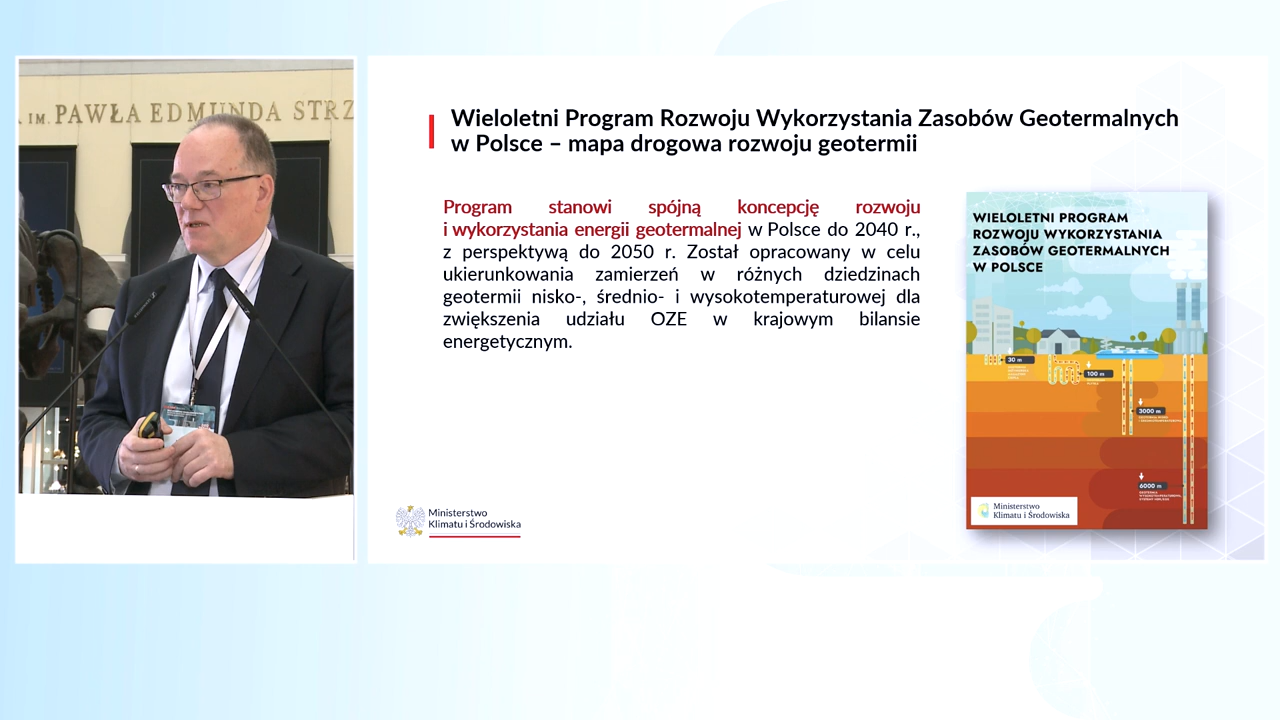 IM. PAWŁA EDMUNDA STRZ
Wieloletni Program Rozwoju Wykorzystania Zasobów Geotermalnych
w Polsce – mapa drogowa rozwoju geotermii
Program stanowi spójną koncepcję rozwoju
i wykorzystania energii geotermalnej w Polsce do 2040 r.,
z perspektywą do 2050 r. Został opracowany w celu
ukierunkowania zamierzeń w różnych dziedzinach
geotermii nisko-, średnio- i wysokotemperaturowej dla
zwiększenia udziału OZE w krajowym bilansie
energetycznym.
WIELOLETNI PROGRAM
ROZWOJU WYKORZYSTANIA
ZASOBÓW GEOTERMALNYCH
W POLSCE
30 m
100 m
3000 m
6000 m
Ministerstwo
Klimatu i Środowiska
Ministerstwo
Klimatu i Środowiska